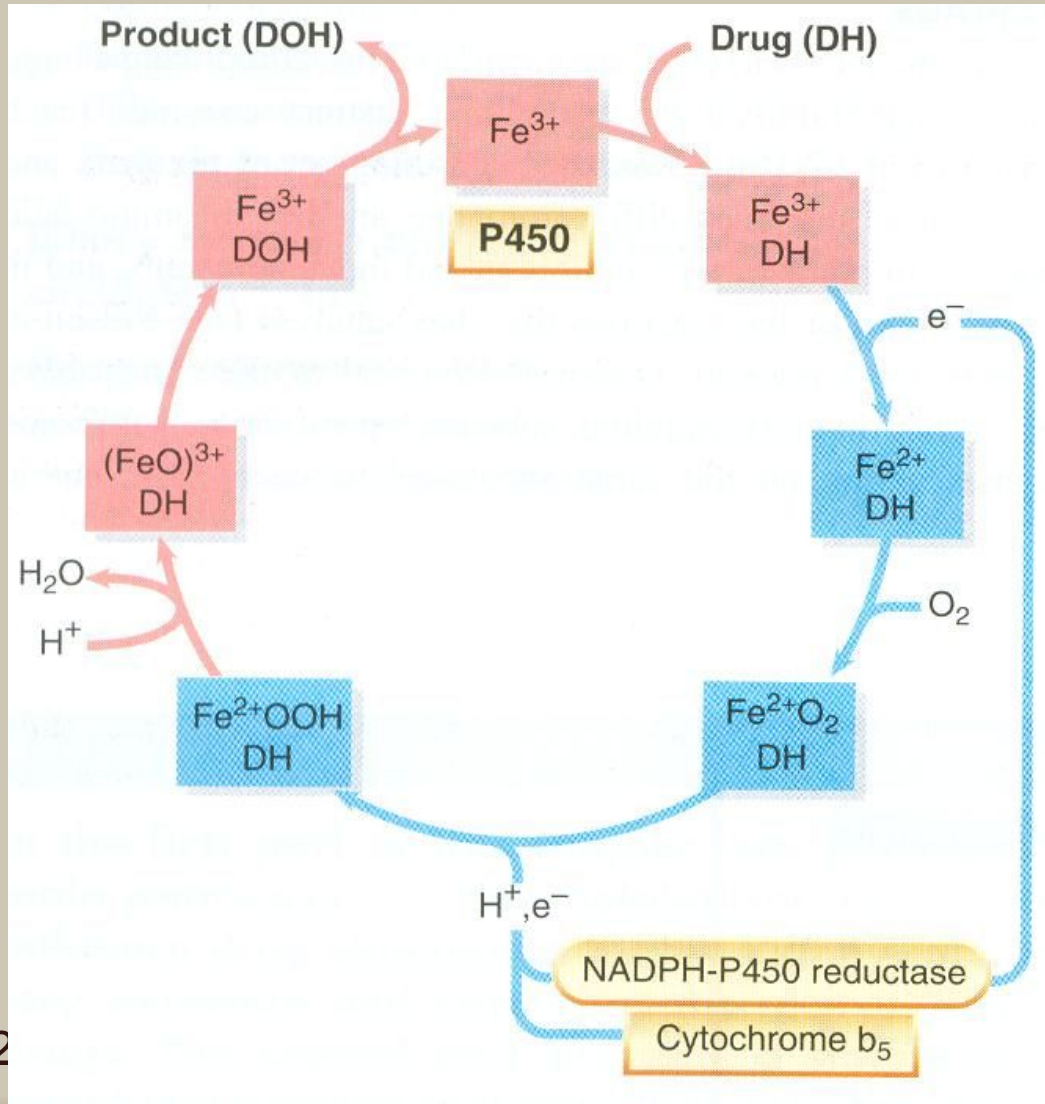 Product (DOH)
Drug (DH)
Fe³⁺
P450
Fe³⁺
DH
e⁻
Fe²⁺
DH
O₂
Fe²⁺O₂
DH
H⁺,e⁻
NADPH-P450 reductase
Cytochrome b₅
Fe²⁺OOH
DH
H⁺
H₂O
(FeO)³⁺
DH
Fe³⁺
DOH
2